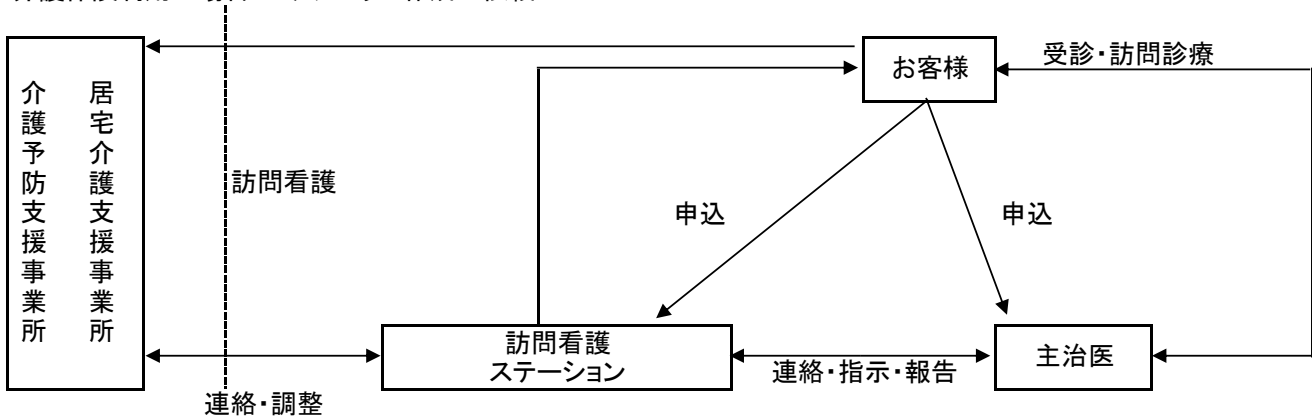 お客様
受診・訪問診療
居宅介護支援事業所
介護予防支援事業所
訪問看護
申込
申込
訪問看護
ステーション
主治医
連絡・指示・報告
連絡・調整